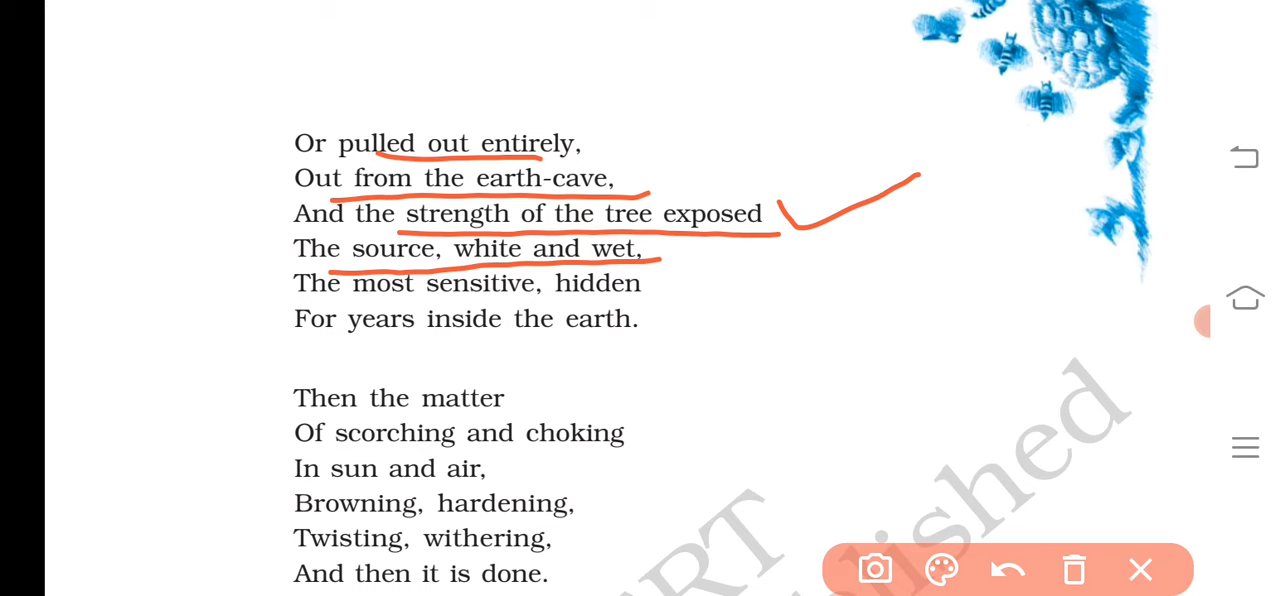 Or pulled out entirely,
Out from the earth-cave,
And the strength of the tree exposed
The source, white and wet,
The most sensitive, hidden
For years inside the earth.
Then the matter
Of scorching and choking
In sun and air,
Browning, hardening,
Twisting, withering,
And then it is done.